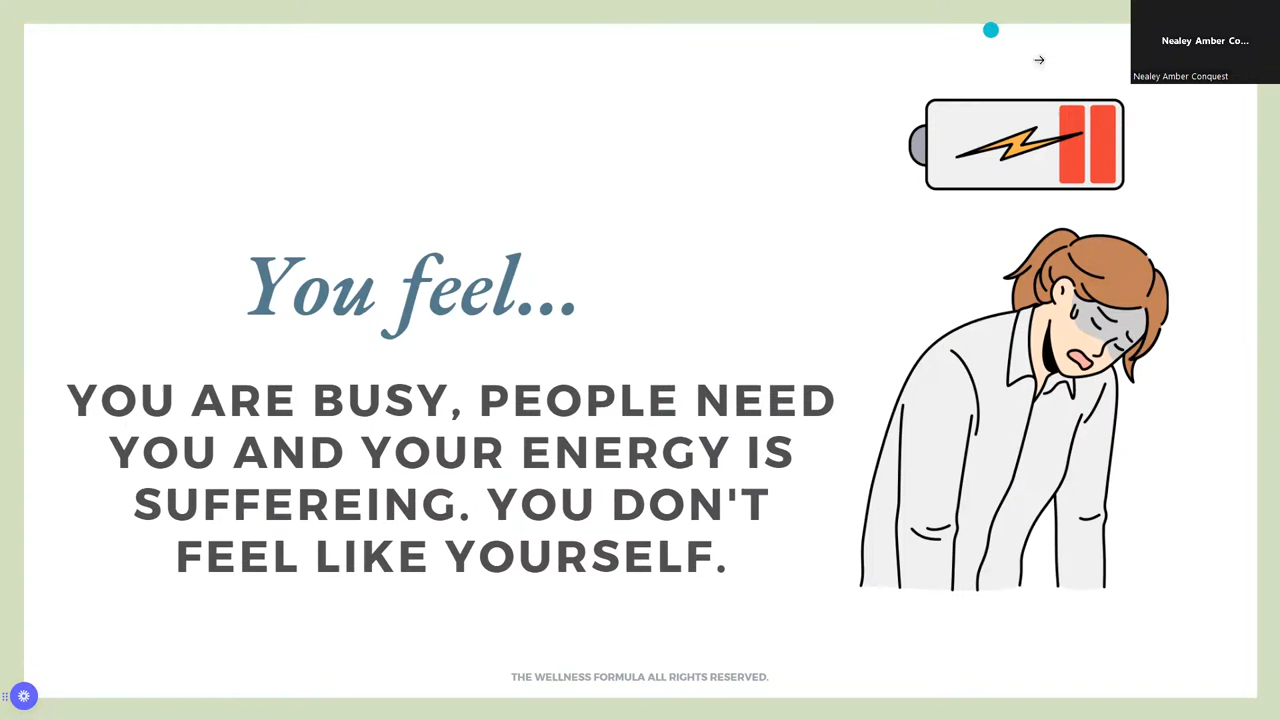 Nealey Amber Co...
Nealey Amber Conquest
You feel...
YOU ARE BUSY, PEOPLE NEED
YOU AND YOUR ENERGY IS
SUFFEREING. YOU DON'T
FEEL LIKE YOURSELF.
THE WELLNESS FORMULA ALL RIGHTS RESERVED.